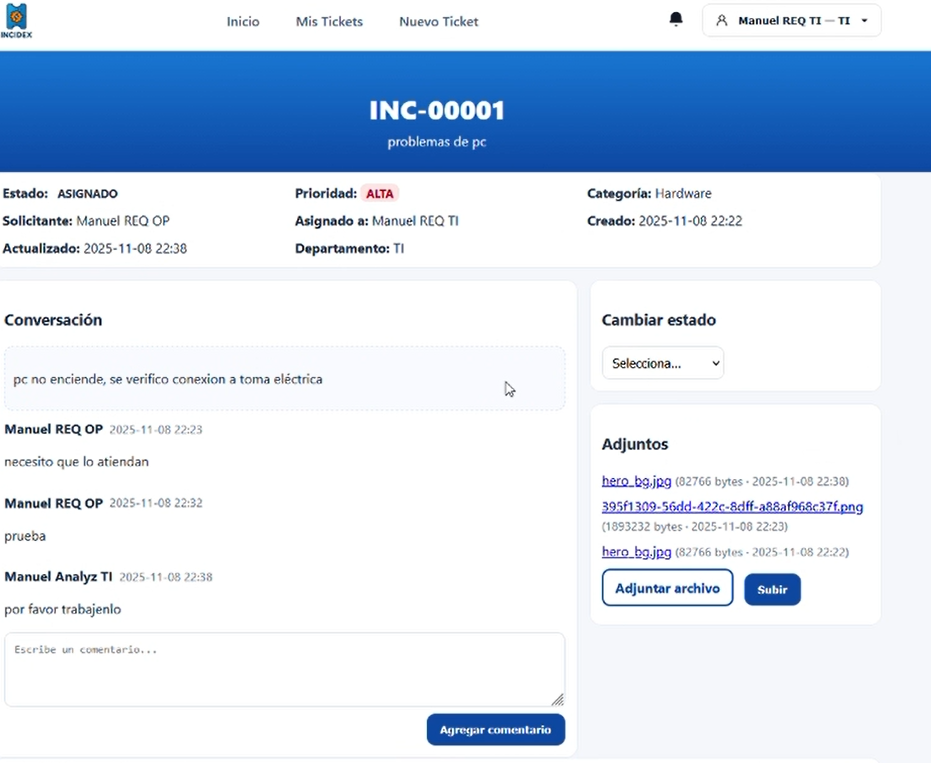 INCIDEX
Inicio Mis Tickets Nuevo Ticket Manuel REQ TI — TI
INC-00001
problemas de pc
Estado: ASIGNADO Prioridad: ALTA Categoría: Hardware
Solicitante: Manuel REQ OP Asignado a: Manuel REQ TI Creado: 2025-11-08 22:22
Actualizado: 2025-11-08 22:38 Departamento: TI
Conversación
pc no enciende, se verifico conexion a toma eléctrica
Manuel REQ OP 2025-11-08 22:23
necesito que lo atiendan
Manuel REQ OP 2025-11-08 22:32
prueba
Manuel Analyz TI 2025-11-08 22:38
por favor trabajenlo
Escribe un comentario...
Agregar comentario
Cambiar estado
Selecciona...
Adjuntos
hero_bg.jpg (82766 bytes · 2025-11-08 22:38)
395f1309-56dd-422c-8dff-a88af968c37f.png
(1893232 bytes · 2025-11-08 22:23)
hero_bg.jpg (82766 bytes · 2025-11-08 22:22)
Adjuntar archivo Subir